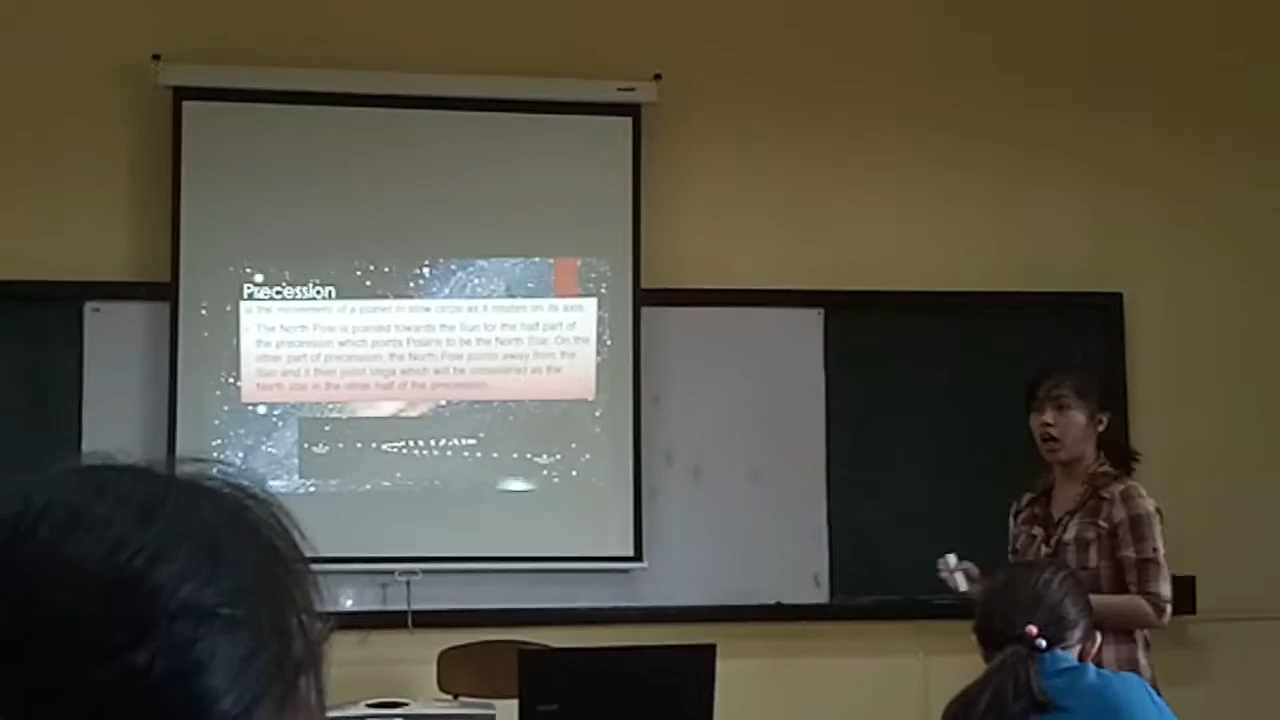 Precession
is the movement of a planet in slow circle as it rotates on its axis.
The North Pole is pointed towards the Sun for the half part of
the precession which points Polaris to be the North Star. On the
other part of precession, the North Pole points away from the
Sun and it then point Vega which will be considered as the
North star in the other half of the precession.